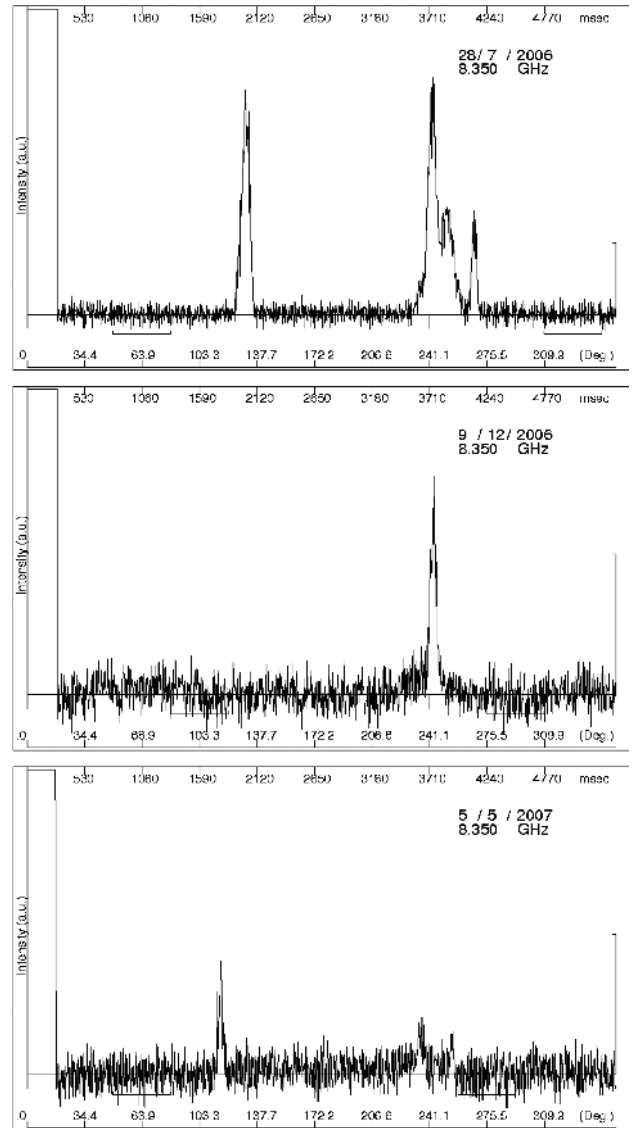 530 1060 1590 2120 2650 3180 3710 4240 4770 msec
28/ 7 / 2006
8.350 GHz
Intensity (a.u.)
.0 34.4 68.9 103.3 137.7 172.2 206.6 241.1 275.5 309.9 (Deg.)
530 1060 1590 2120 2650 3180 3710 4240 4770 msec
9 / 12/ 2006
8.350 GHz
Intensity (a.u.)
.0 34.4 68.9 103.3 137.7 172.2 206.6 241.1 275.5 309.9 (Deg.)
530 1060 1590 2120 2650 3180 3710 4240 4770 msec
5 / 5 / 2007
8.350 GHz
Intensity (a.u.)
.0 34.4 68.9 103.3 137.7 172.2 206.6 241.1 275.5 309.9 (Deg.)